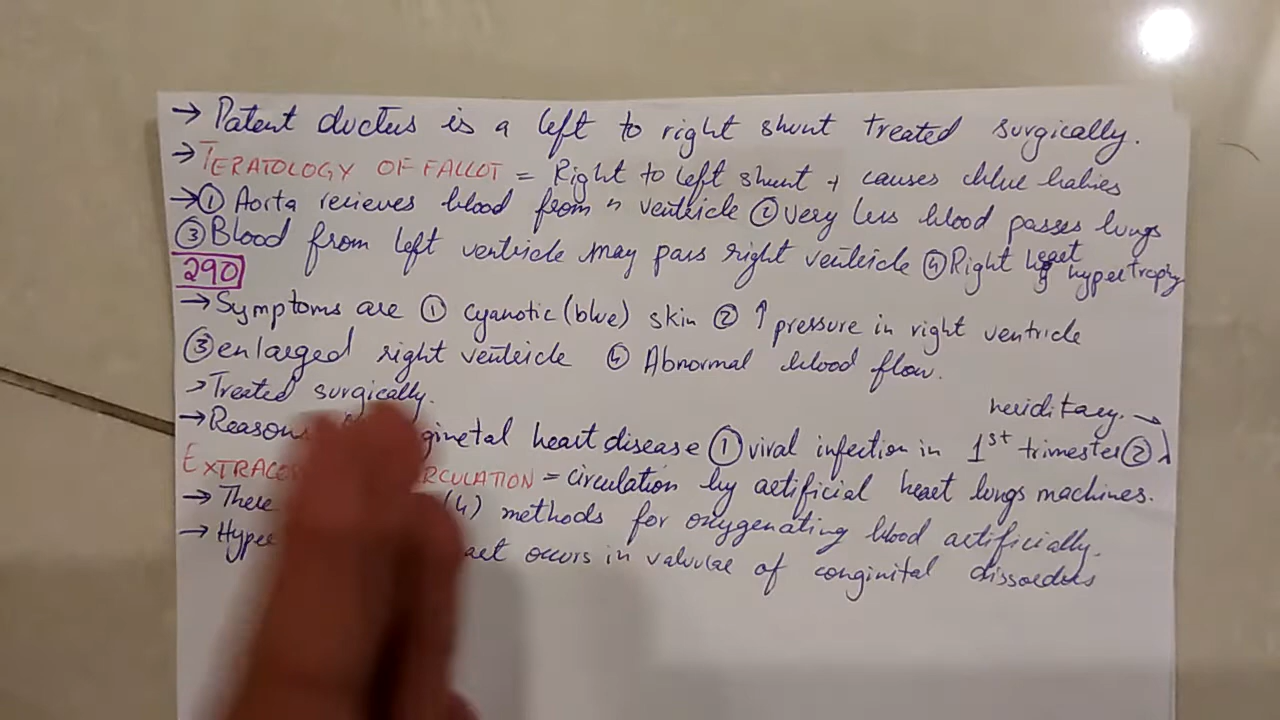 → Patent ductus is a left to right shunt treated surgically.
→ TERATOLOGY OF FALLOT = Right to left shunt + causes blue babies
→ ① Aorta recieves blood from " ventricle ② very less blood passes lungs
③ Blood from left ventricle may pass right ventricle ④ Right heart hypertrophy
290
→ Symptoms are ① cyanotic (blue) skin ② ↑ pressure in right ventricle
③ enlarged right ventricle ④ Abnormal blood flow.
→ Treated surgically.
heriditary. →
→ Reason ginetal heart disease ① viral infection in 1st trimester ②
EXTRACO RCULATION = circulation by artificial heart lungs machines.
→ There (4) methods for oxygenating blood artificially.
→ Hyper occurs in valvular of conginital dissorders